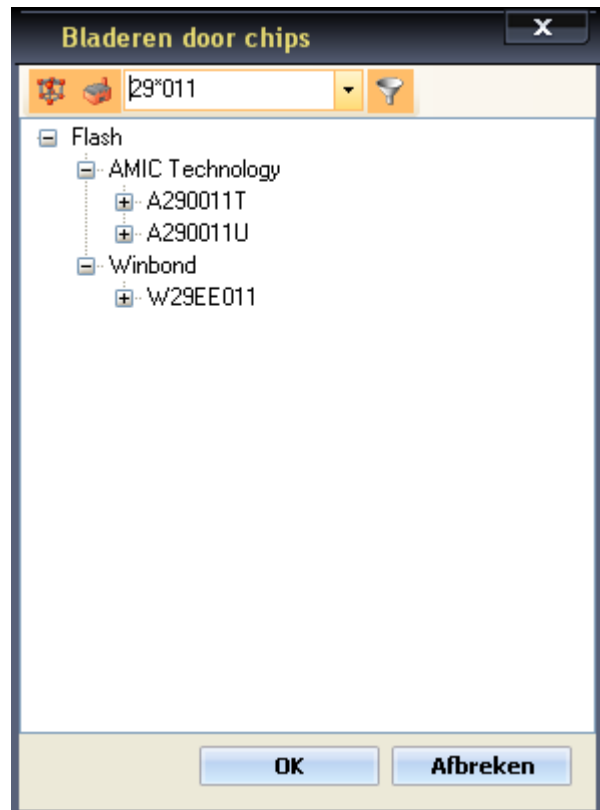 Bladeren door chips
X
29*011
Flash
AMIC Technology
A290011T
A290011U
Winbond
W29EE011
OK
Afbreken